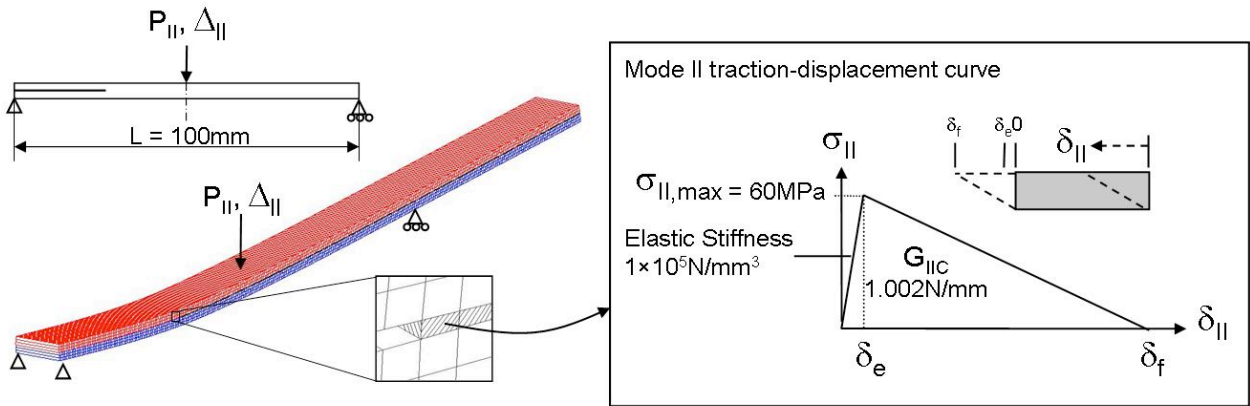 P_II, Δ_II
L = 100mm
P_II, Δ_II
Mode II traction-displacement curve
δ_f δ_e0
δ_II
σ_II
σ_II,max = 60MPa
Elastic Stiffness
1×10⁵N/mm³
G_IIC
1.002N/mm
δ_II
δ_e δ_f